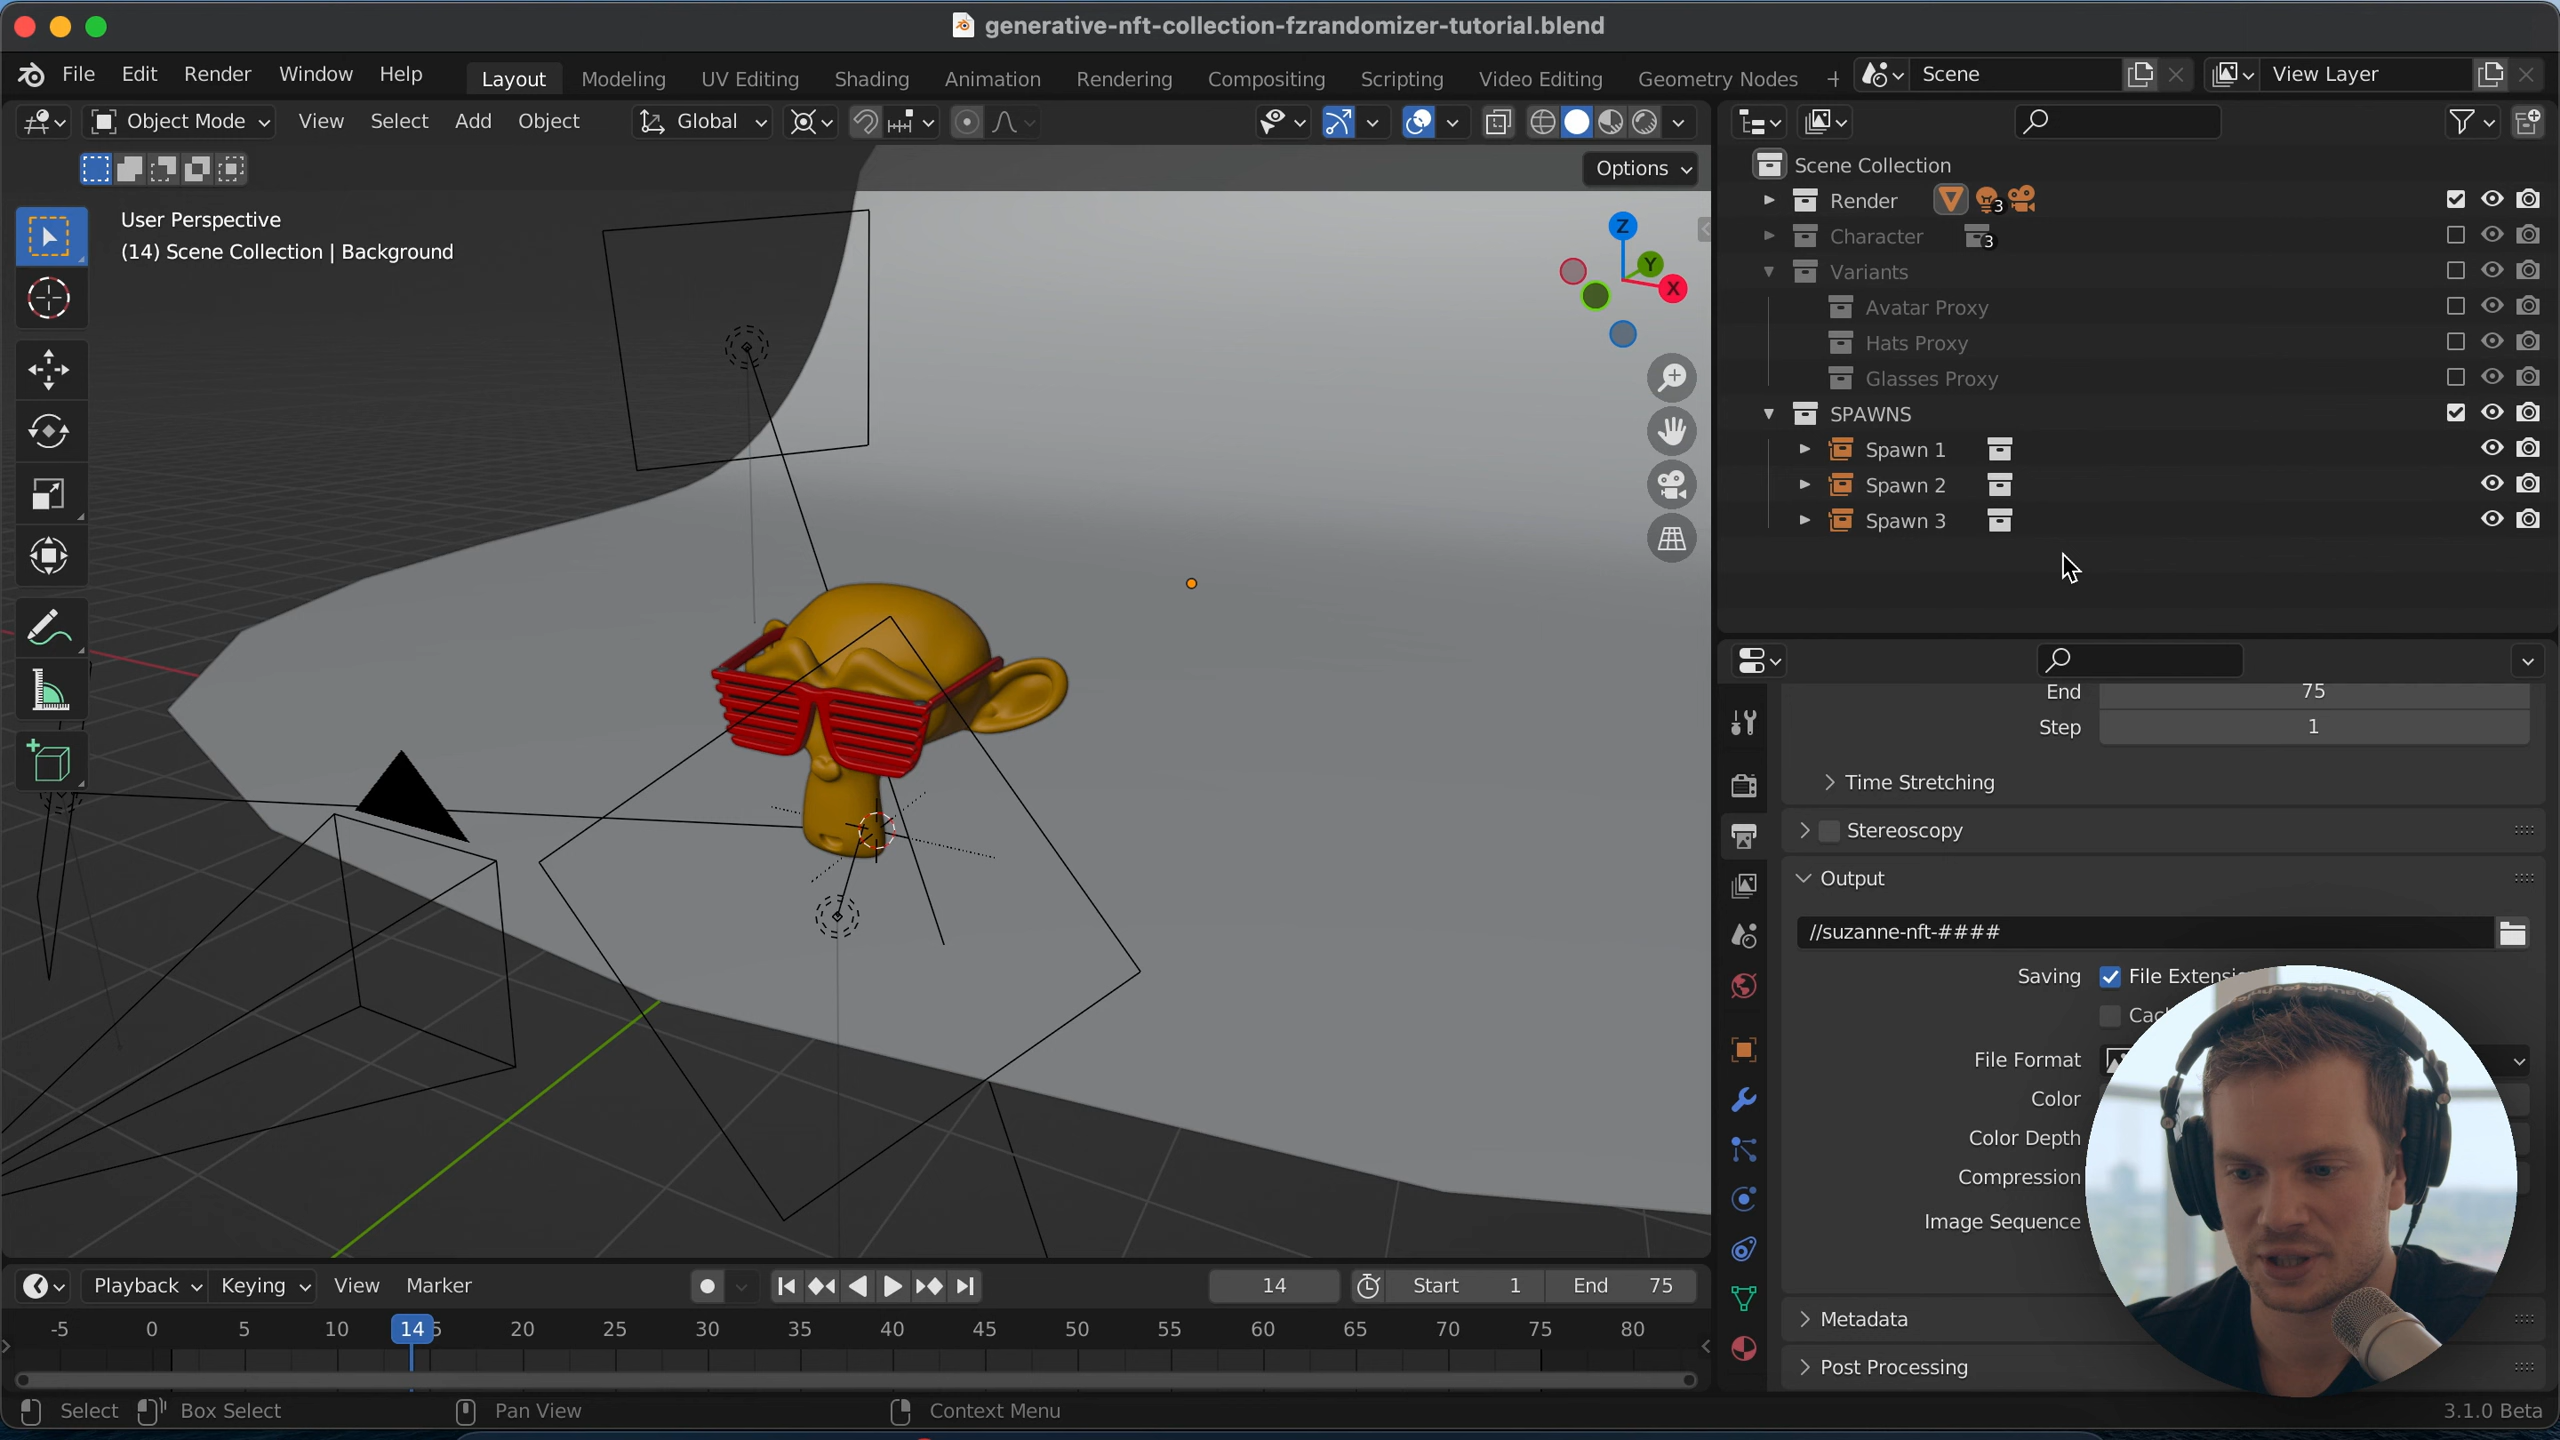 generative-nft-collection-fzrandomizer-tutorial.blend
File Edit Render Window Help Layout Modeling UV Editing Shading Animation Rendering Compositing Scripting Video Editing Geometry Nodes + Scene View Layer
Object Mode View Select Add Object Global
Options
User Perspective
(14) Scene Collection | Background
Z
Y
X
Scene Collection
Render 3
Character 3
Variants
Avatar Proxy
Hats Proxy
Glasses Proxy
SPAWNS
Spawn 1
Spawn 2
Spawn 3
End 75
Step 1
Time Stretching
Stereoscopy
Output
//suzanne-nft-####
Saving File Extensi
Cac
File Format
Color
Color Depth
Compression
Image Sequence
Metadata
Post Processing
Playback Keying View Marker 14 Start 1 End 75
-5 0 5 10 14 5 20 25 30 35 40 45 50 55 60 65 70 75 80
Select Box Select Pan View Context Menu 3.1.0 Beta